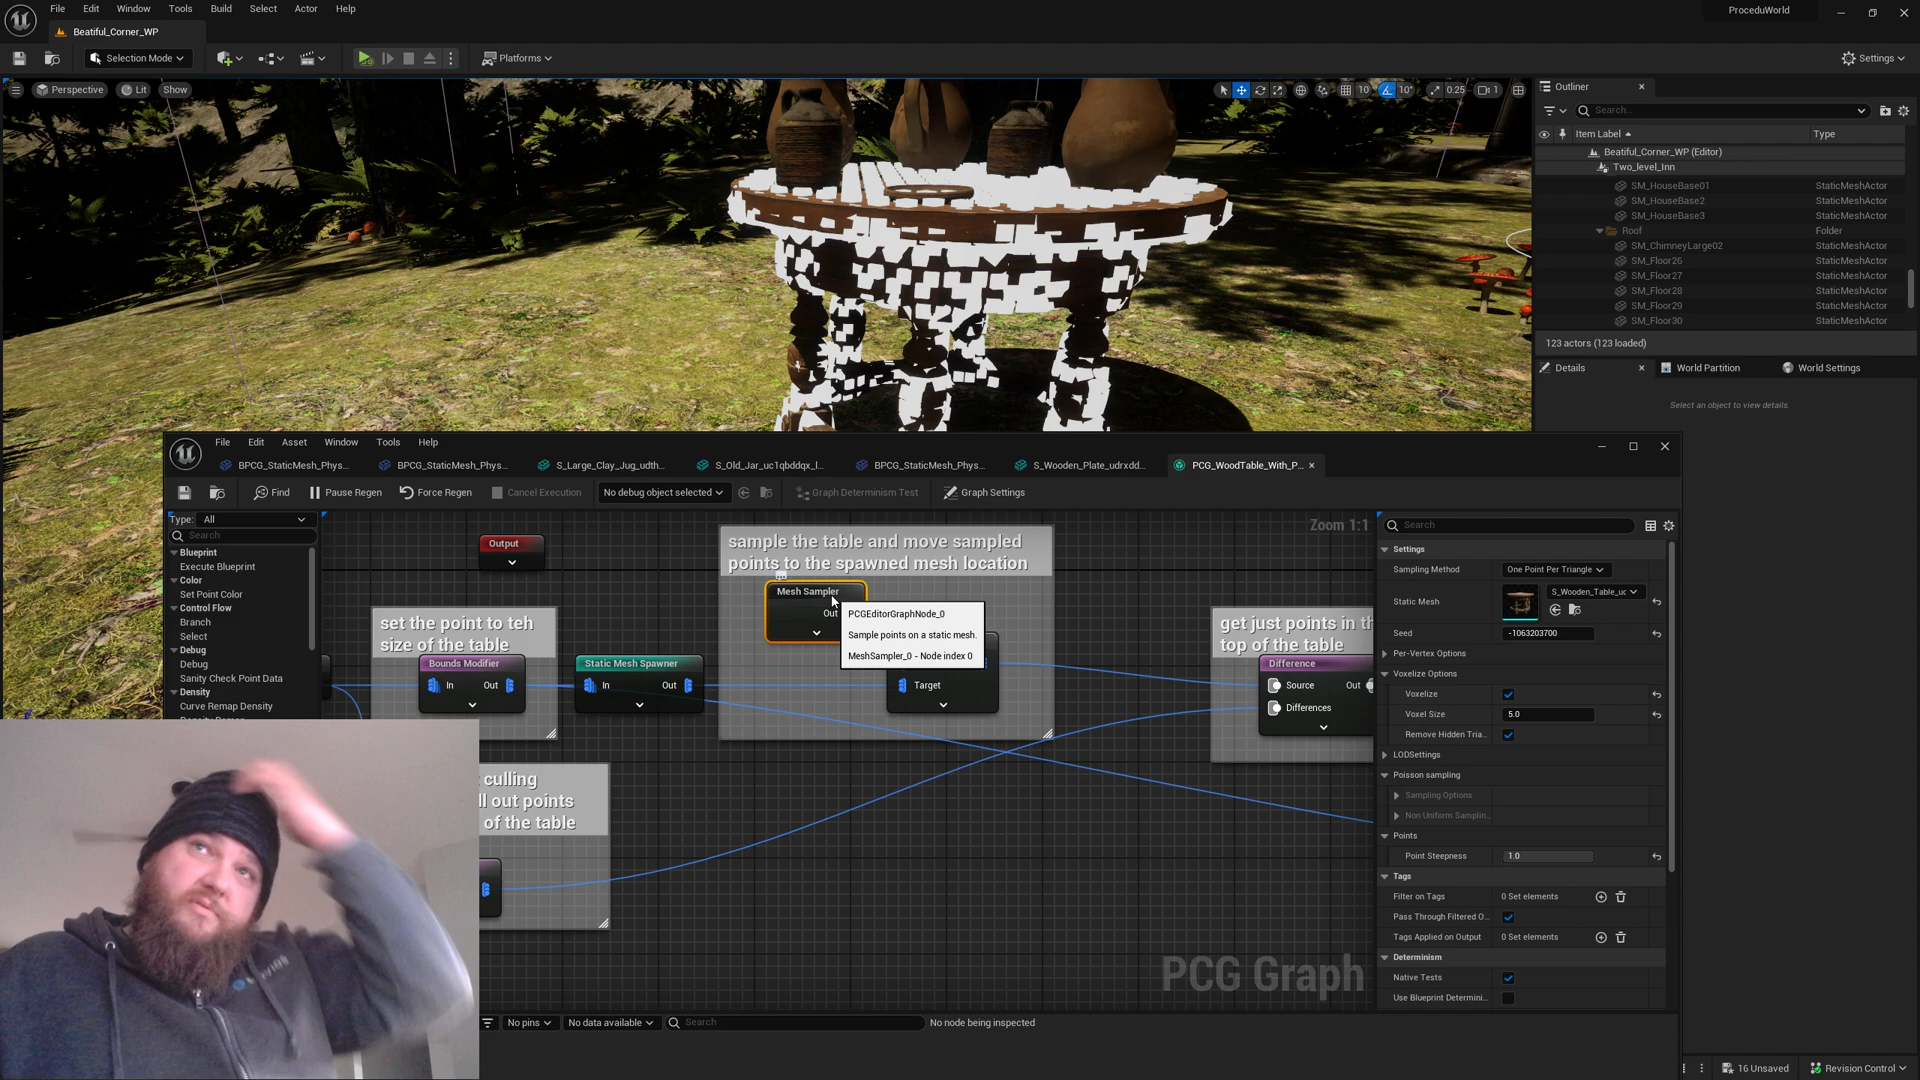 File Edit Window Tools Build Select Actor Help
ProceduWorld
Beatiful_Corner_WP
Selection Mode
Platforms
Settings
Perspective Lit Show
10 10° 0.25 1
Outliner
Search...
Item Label Type
Beatiful_Corner_WP (Editor)
Two_level_Inn
SM_HouseBase01 StaticMeshActor
SM_HouseBase2 StaticMeshActor
SM_HouseBase3 StaticMeshActor
Roof Folder
SM_ChimneyLarge02 StaticMeshActor
SM_Floor26 StaticMeshActor
SM_Floor27 StaticMeshActor
SM_Floor28 StaticMeshActor
SM_Floor29 StaticMeshActor
SM_Floor30 StaticMeshActor
123 actors (123 loaded)
Details World Partition World Settings
Select an object to view details.
File Edit Asset Window Tools Help
BPCG_StaticMesh_Phys... BPCG_StaticMesh_Phys... S_Large_Clay_Jug_udth... S_Old_Jar_uc1qbddqx_l... BPCG_StaticMesh_Phys... S_Wooden_Plate_udrxdd... PCG_WoodTable_With_P...
Find Pause Regen Force Regen Cancel Execution No debug object selected Graph Determinism Test Graph Settings
Type: All
Search
Blueprint
Execute Blueprint
Color
Set Point Color
Control Flow
Branch
Select
Debug
Debug
Sanity Check Point Data
Density
Curve Remap Density
Zoom 1:1
Output
sample the table and move sampled
points to the spawned mesh location
Mesh Sampler
Out
PCGEditorGraphNode_0
Sample points on a static mesh.
MeshSampler_0 - Node index 0
Target
set the point to teh
size of the table
Bounds Modifier
In Out
Static Mesh Spawner
In Out
get just points in th
top of the table
Difference
Source Out
Differences
culling
ll out points
of the table
PCG Graph
Search
Settings
Sampling Method One Point Per Triangle
Static Mesh S_Wooden_Table_uc
Seed -1063203700
Per-Vertex Options
Voxelize Options
Voxelize
Voxel Size 5.0
Remove Hidden Tria...
LODSettings
Poisson sampling
Sampling Options
Non Uniform Samplin...
Points
Point Steepness 1.0
Tags
Filter on Tags 0 Set elements
Pass Through Filtered O...
Tags Applied on Output 0 Set elements
Determinism
Native Tests
Use Blueprint Determini...
No pins No data available Search No node being inspected
16 Unsaved Revision Control